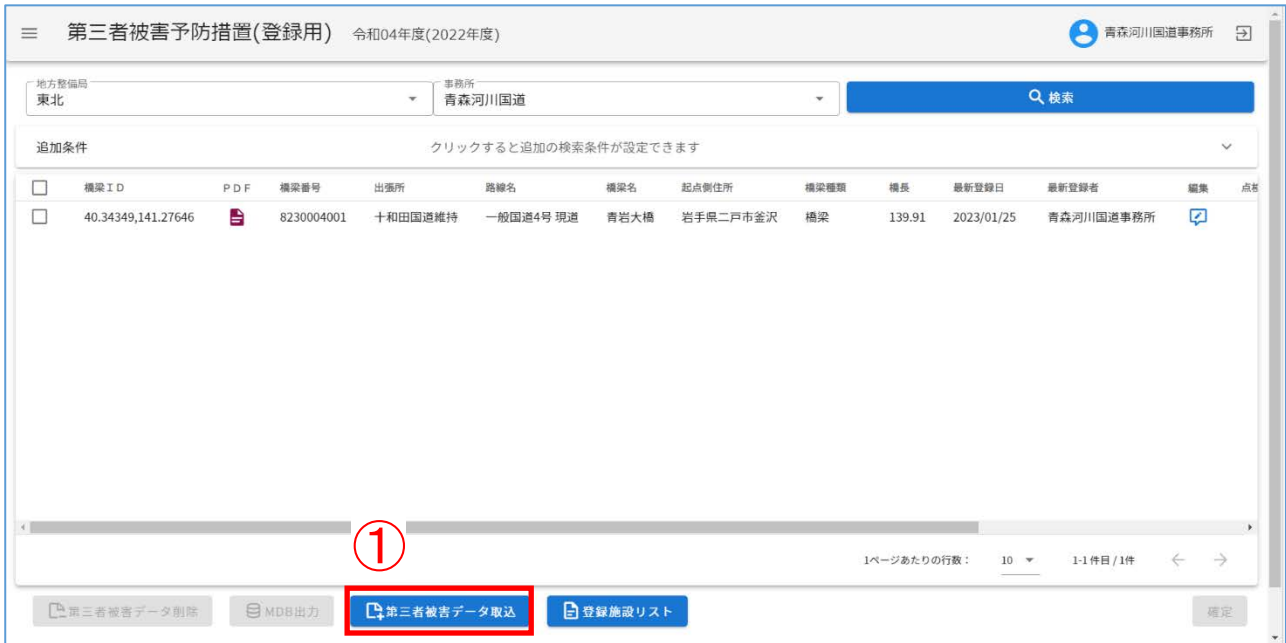 第三者被害予防措置(登録用) 令和04年度(2022年度) 青森河川国道事務所
地方整備局 事務所
東北 青森河川国道 検索
追加条件 クリックすると追加の検索条件が設定できます
橋梁ID PDF 橋梁番号 出張所 路線名 橋梁名 起点側住所 橋梁種類 橋長 最新登録日 最新登録者 編集 点検
40.34349,141.27646 8230004001 十和田国道維持 一般国道4号 現道 青岩大橋 岩手県二戸市釜沢 橋梁 139.91 2023/01/25 青森河川国道事務所
①
1ページあたりの行数： 10 1-1 件目 / 1件
第三者被害データ削除 MDB出力 第三者被害データ取込 登録施設リスト 確定